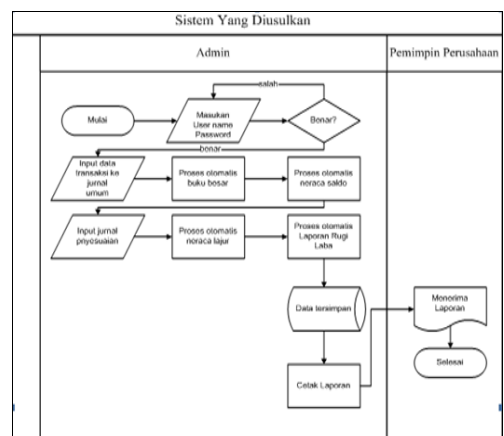 Sistem Yang Diusulkan
Admin
Pemimpin Perusahaan
salah
Mulai
Masukan
User name
Password
Benar?
benar
Input data
transaksi ke
jurnal
umum
Proses otomatis
buku besar
Proses otomatis
neraca saldo
Input jurnal
pnyesuaian
Proses otomatis
neraca lajur
Proses otomatis
Laporan Rugi
Laba
Data tersimpan
Menerima
Laporan
Selesai
Cetak Laporan